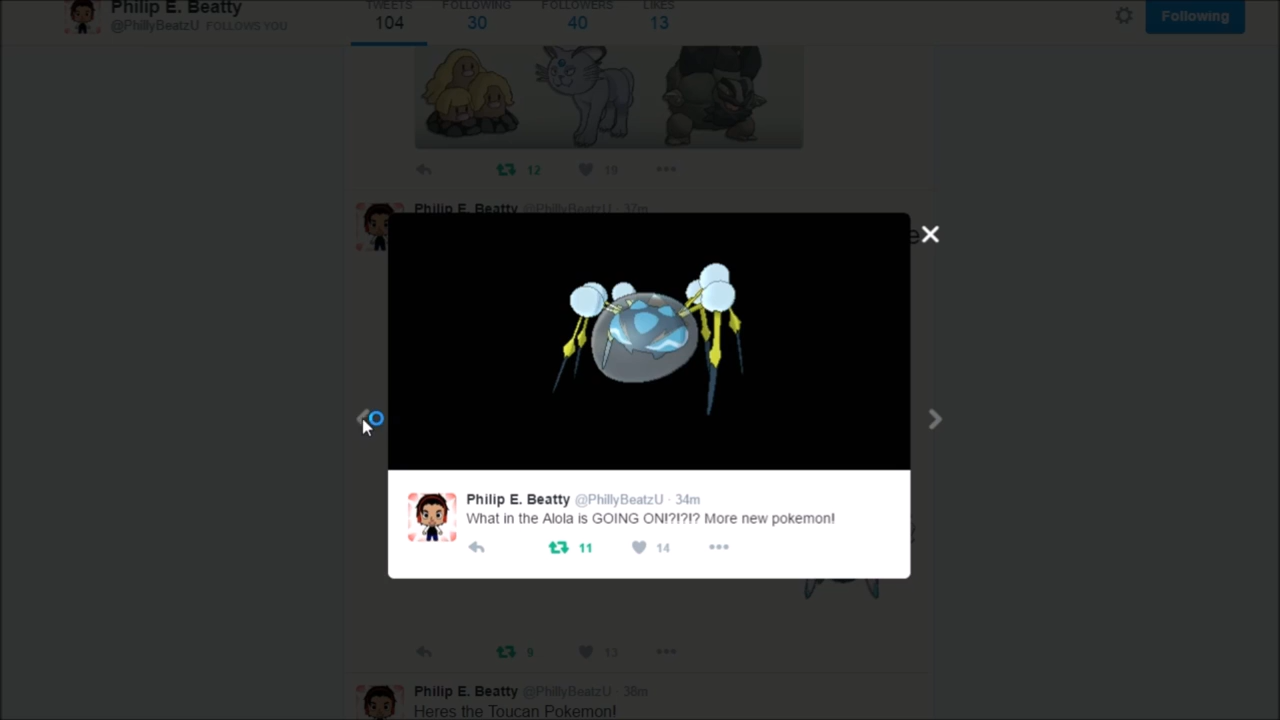 Philip E. Beatty
@PhillyBeatzU FOLLOWS YOU
TWEETS FOLLOWING FOLLOWERS LIKES
104 30 40 13
Following
12 19
Philip E. Beatty @PhillyBeatzU · 37m
Philip E. Beatty @PhillyBeatzU · 34m
What in the Alola is GOING ON!?!?!? More new pokemon!
11 14
9 13
Philip E. Beatty @PhillyBeatzU · 38m
Heres the Toucan Pokemon!